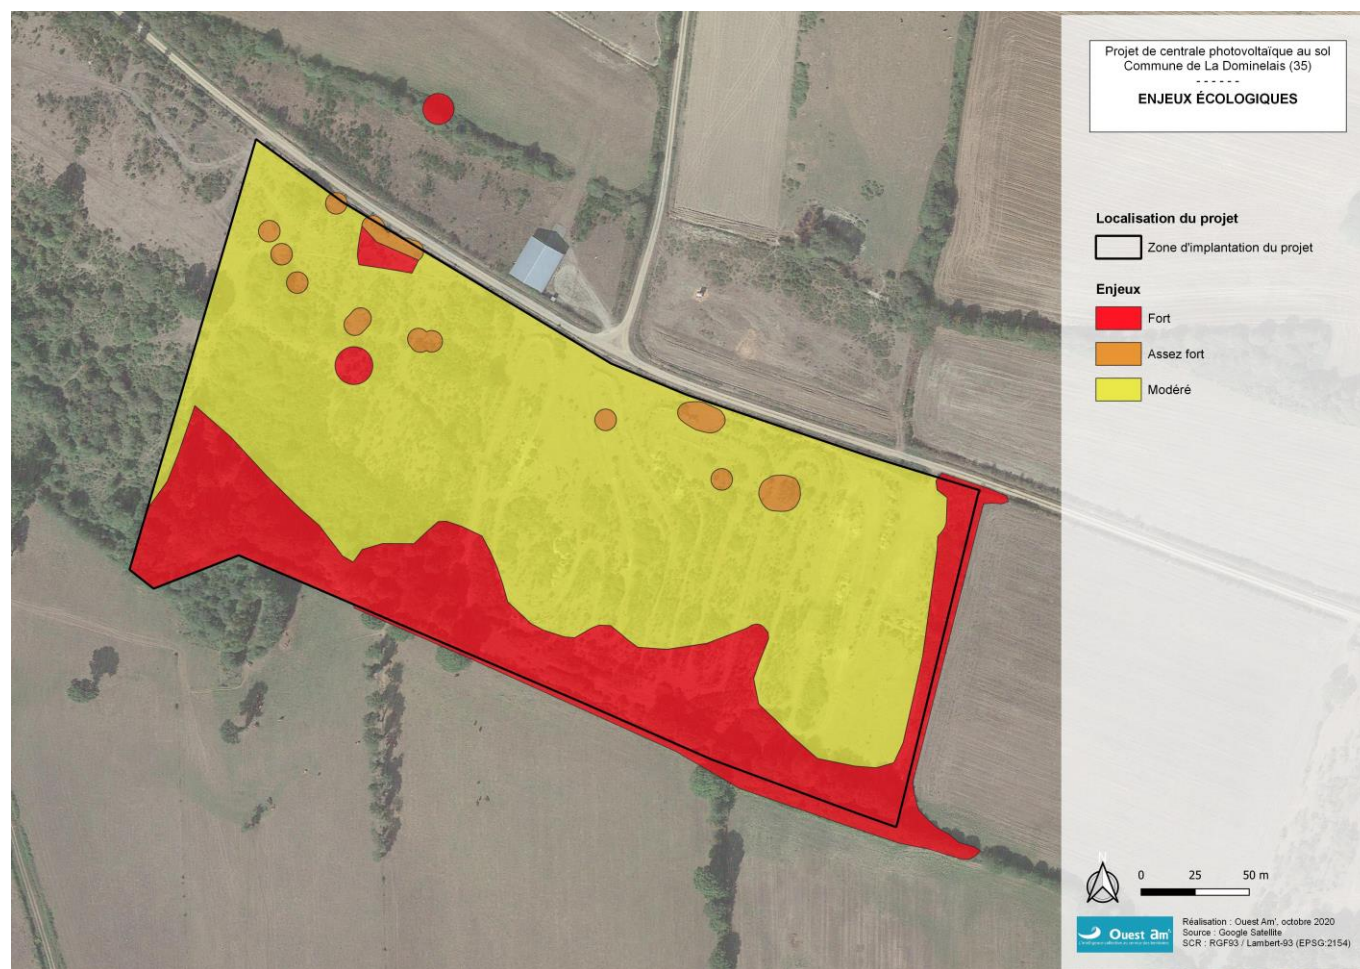 Projet de centrale photovoltaïque au sol
Commune de La Dominelais (35)
- - - - - -
ENJEUX ÉCOLOGIQUES
Localisation du projet
Zone d'implantation du projet
Enjeux
Fort
Assez fort
Modéré
N
0 25 50 m
Ouest am'
Réalisation : Ouest Am', octobre 2020
Source : Google Satellite
SCR : RGF93 / Lambert-93 (EPSG:2154)